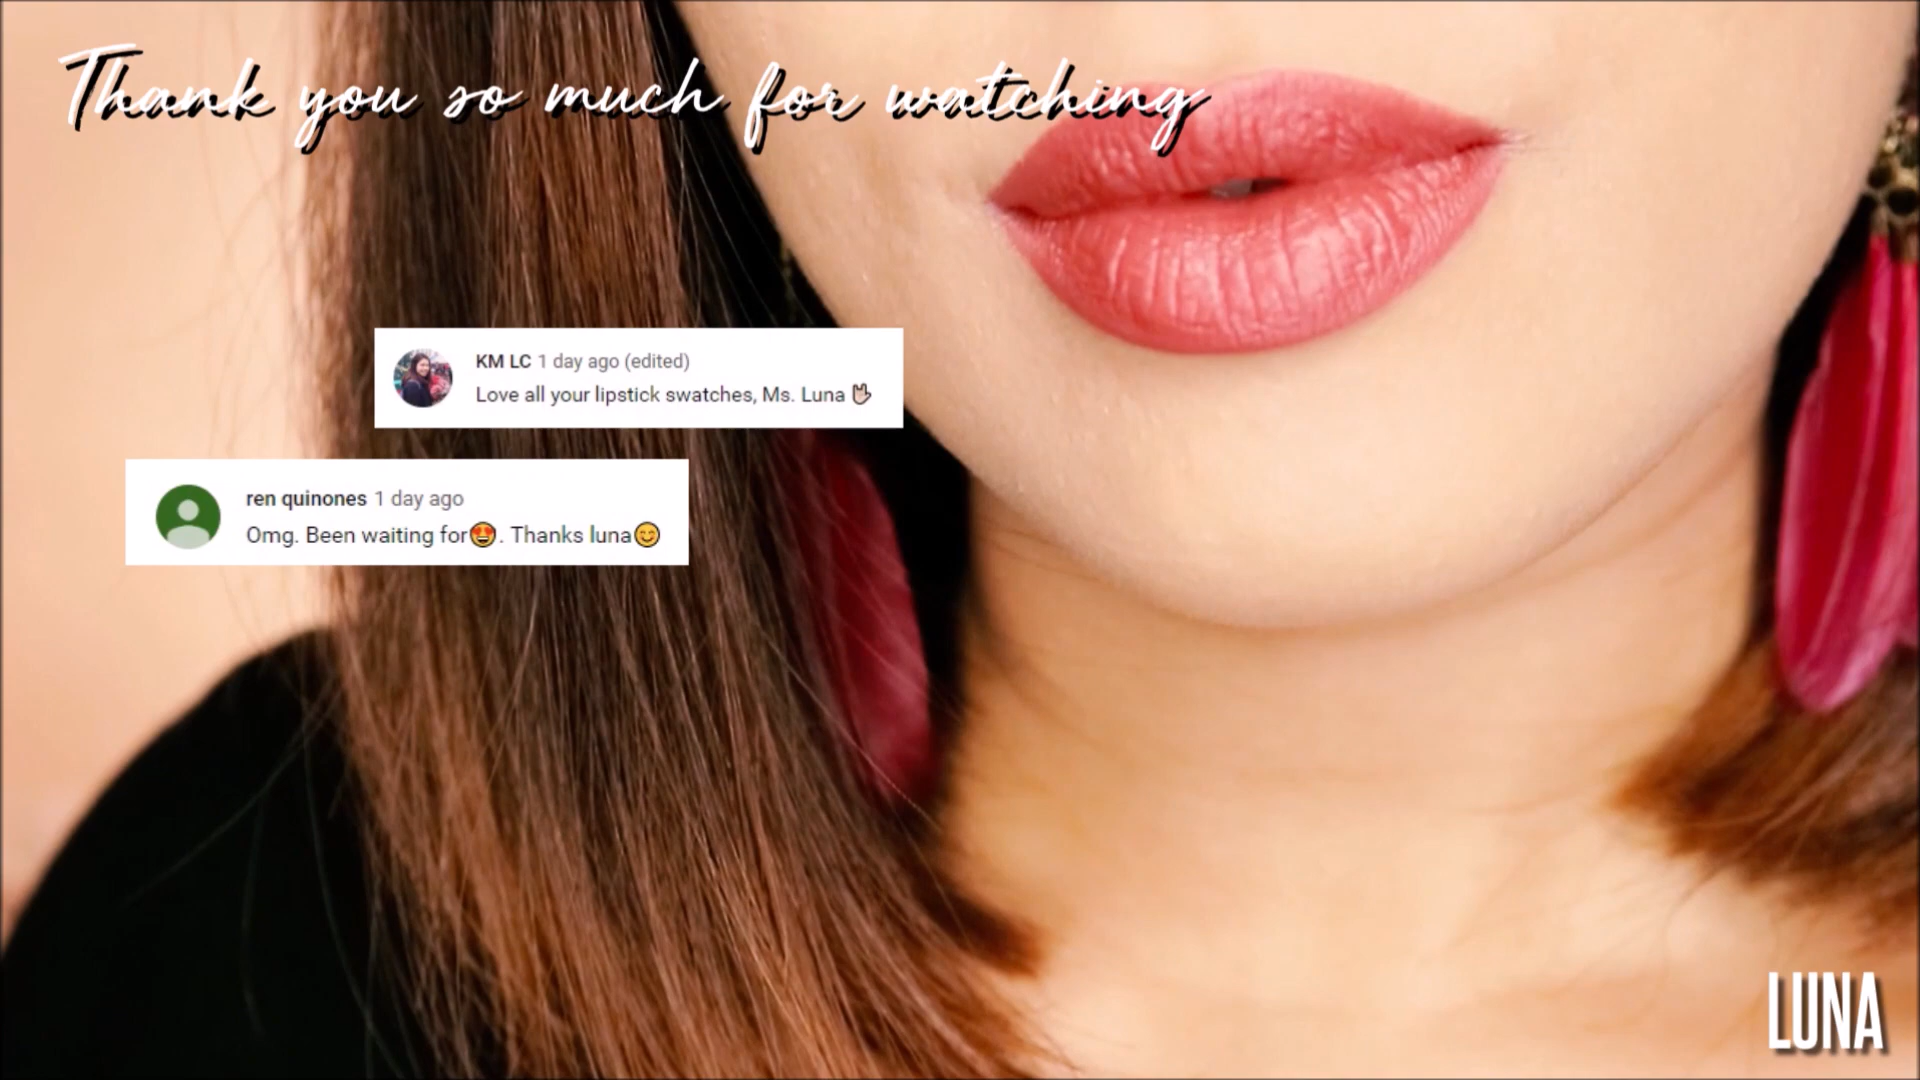 Thank you so much for watching
KM LC 1 day ago (edited)
Love all your lipstick swatches, Ms. Luna 🤟🏻
ren quinones 1 day ago
Omg. Been waiting for😍. Thanks luna😊
LUNA